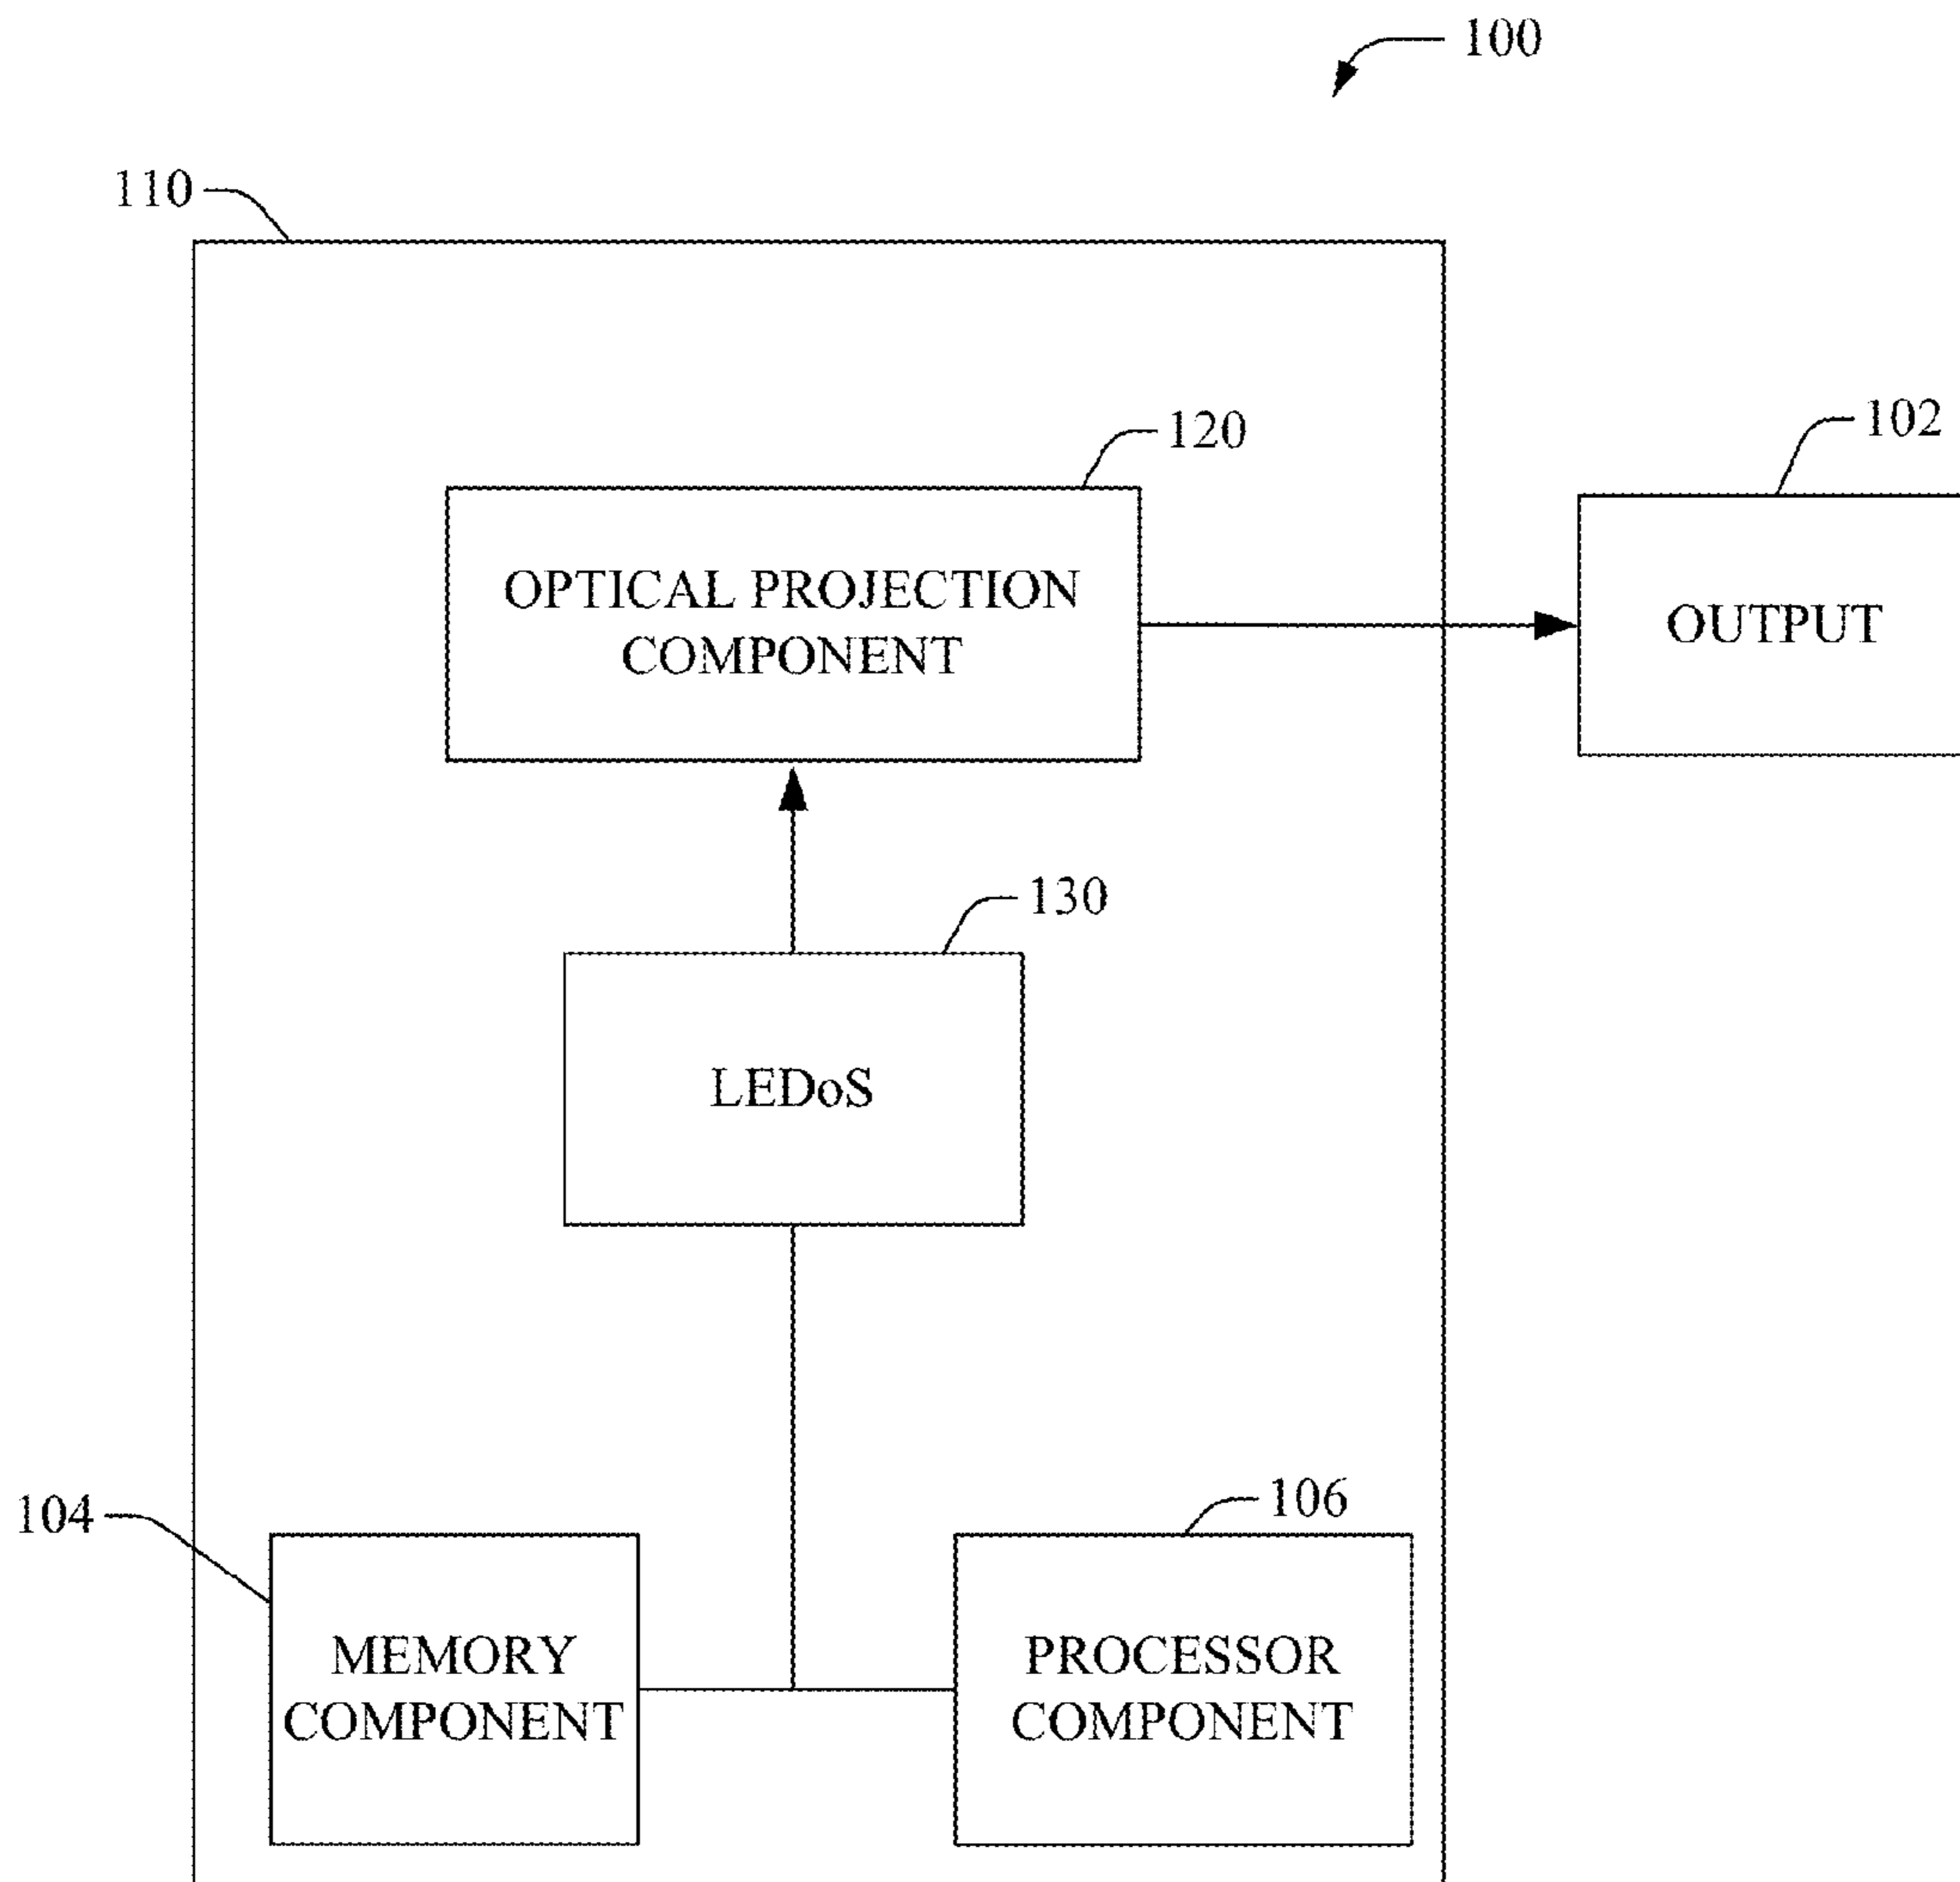 100
110
120
102
OPTICAL PROJECTION
COMPONENT
OUTPUT
130
LEDoS
104
106
MEMORY
COMPONENT
PROCESSOR
COMPONENT